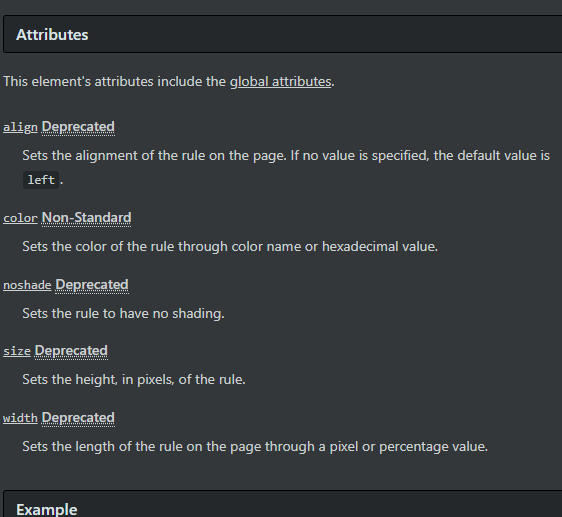 Attributes
This element's attributes include the global attributes.
align Deprecated
Sets the alignment of the rule on the page. If no value is specified, the default value is
left .
color Non-Standard
Sets the color of the rule through color name or hexadecimal value.
noshade Deprecated
Sets the rule to have no shading.
size Deprecated
Sets the height, in pixels, of the rule.
width Deprecated
Sets the length of the rule on the page through a pixel or percentage value.
Example